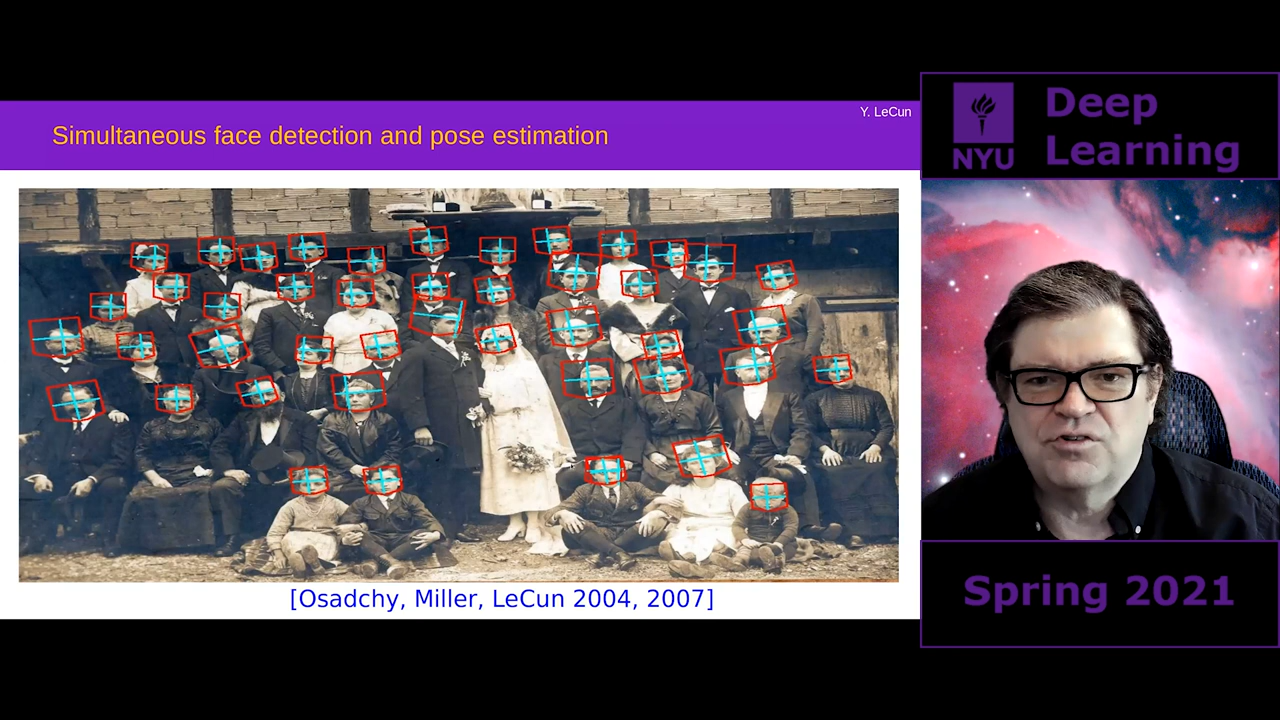 Y. LeCun
Simultaneous face detection and pose estimation
[Osadchy, Miller, LeCun 2004, 2007]
NYU
Deep
Learning
Spring 2021